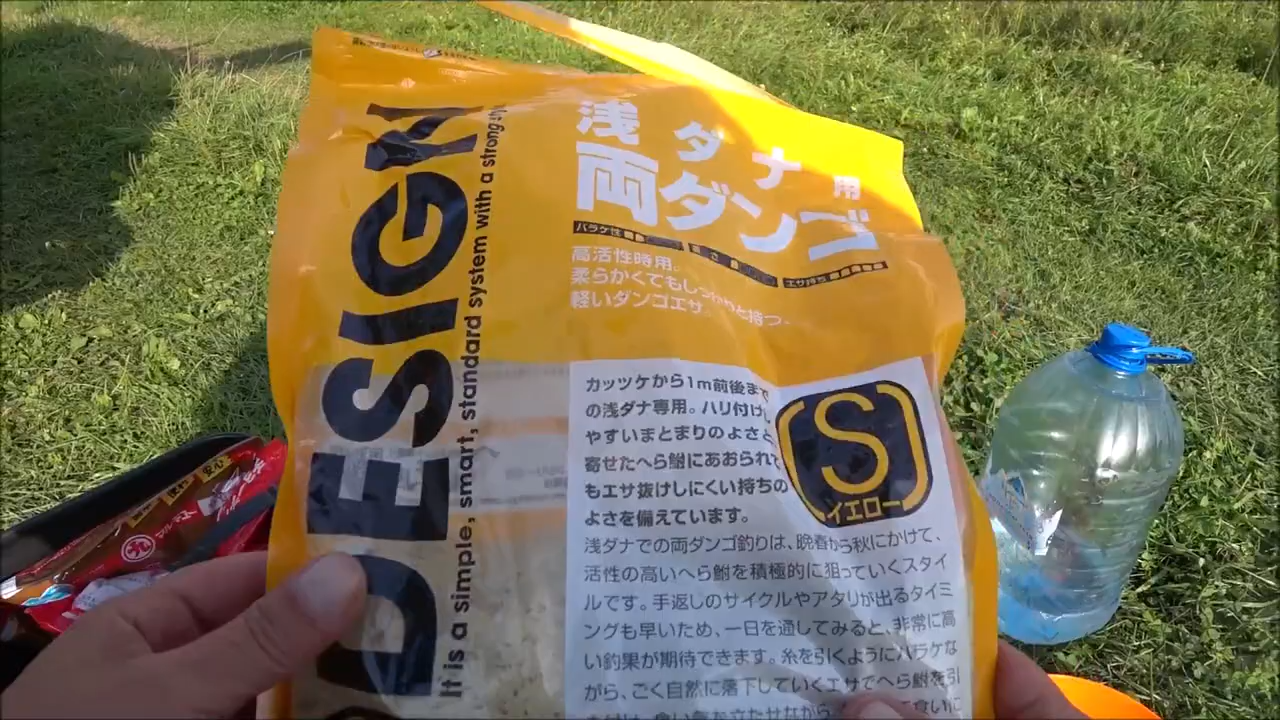 DESIGN
It is a simple, smart, standard system with a strong
浅ダナ用
両ダンゴ
バラケ性
重さ
エサ持ち
高活性時用。
柔らかくてもしっかりと持つ
軽いダンゴエサ。
カッツケから1m前後まで
の浅ダナ専用。ハリ付けし
やすいまとまりのよさと、
寄せたへら鮒にあおられて
もエサ抜けしにくい持ちの
よさを備えています。
S
イエロー
浅ダナでの両ダンゴ釣りは、晩春から秋にかけて、
活性の高いへら鮒を積極的に狙っていくスタイ
ルです。手返しのサイクルやアタリが出るタイミ
ングも早いため、一日を通してみると、非常に高
い釣果が期待できます。糸を引くようにバラケな
がら、ごく自然に落下していくエサでへら鮒を引
安心